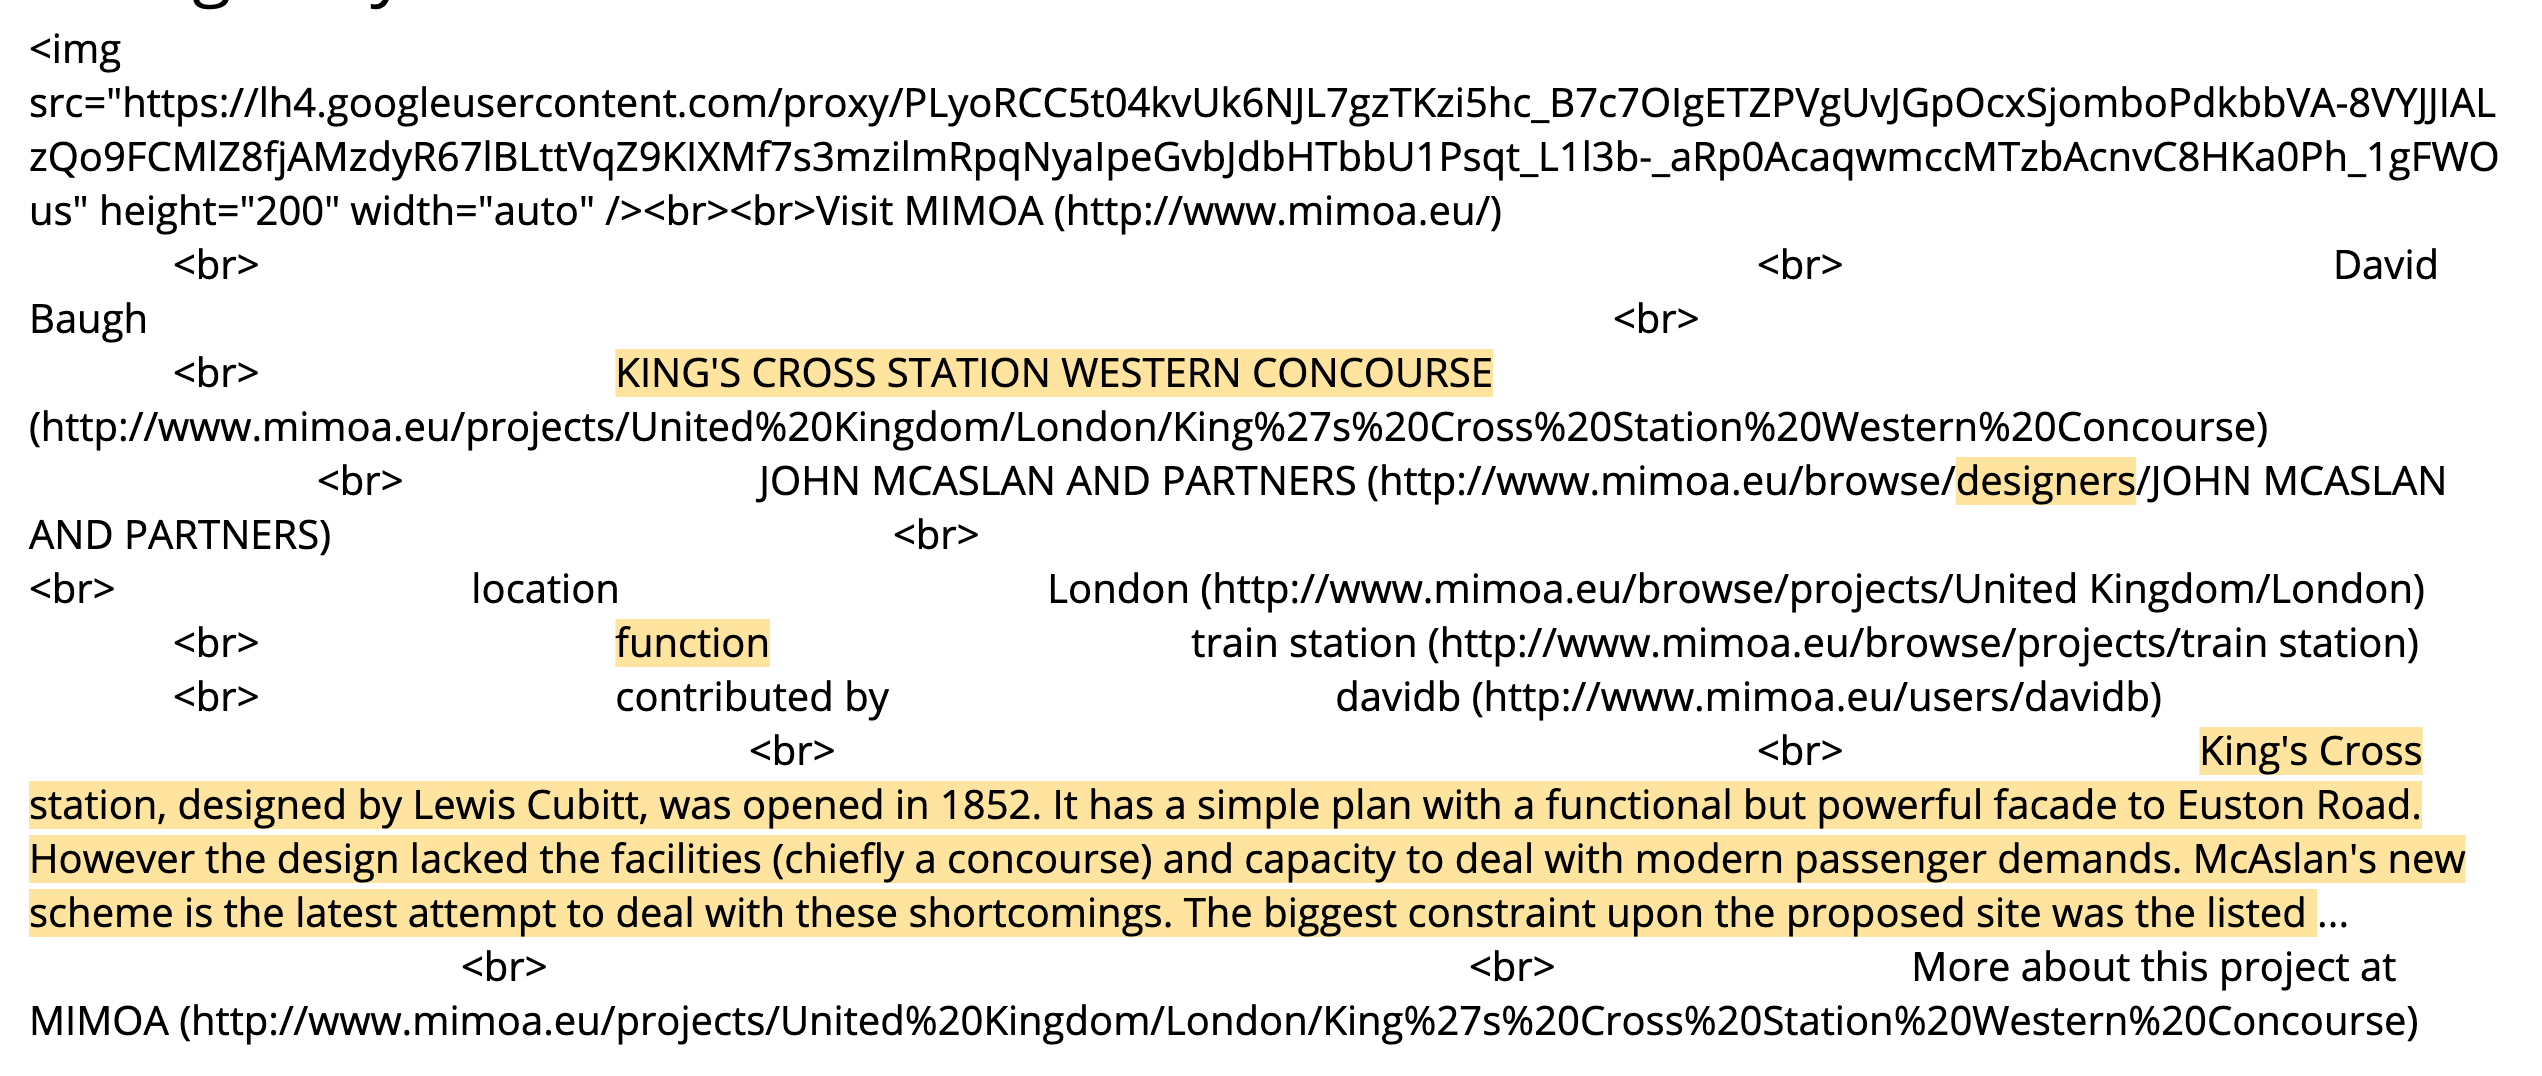 <img
src="https://lh4.googleusercontent.com/proxy/PLyoRCC5t04kvUk6NJL7gzTKzi5hc_B7c7OIgETZPVgUvJGpOcxSjomboPdkbbVA-8VYJJIAL
zQo9FCMlZ8fjAMzdyR67lBLttVqZ9KIXMf7s3mzilmRpqNyaIpeGvbJdbHTbbU1Psqt_L1l3b-_aRp0AcaqwmccMTzbAcnvC8HKa0Ph_1gFWO
us" height="200" width="auto" /><br><br>Visit MIMOA (http://www.mimoa.eu/)
<br> <br> David
Baugh <br>
<br> KING'S CROSS STATION WESTERN CONCOURSE
(http://www.mimoa.eu/projects/United%20Kingdom/London/King%27s%20Cross%20Station%20Western%20Concourse)
<br> JOHN MCASLAN AND PARTNERS (http://www.mimoa.eu/browse/designers/JOHN MCASLAN
AND PARTNERS) <br>
<br> location London (http://www.mimoa.eu/browse/projects/United Kingdom/London)
<br> function train station (http://www.mimoa.eu/browse/projects/train station)
<br> contributed by davidb (http://www.mimoa.eu/users/davidb)
<br> <br> King's Cross
station, designed by Lewis Cubitt, was opened in 1852. It has a simple plan with a functional but powerful facade to Euston Road.
However the design lacked the facilities (chiefly a concourse) and capacity to deal with modern passenger demands. McAslan's new
scheme is the latest attempt to deal with these shortcomings. The biggest constraint upon the proposed site was the listed ...
<br> <br> More about this project at
MIMOA (http://www.mimoa.eu/projects/United%20Kingdom/London/King%27s%20Cross%20Station%20Western%20Concourse)